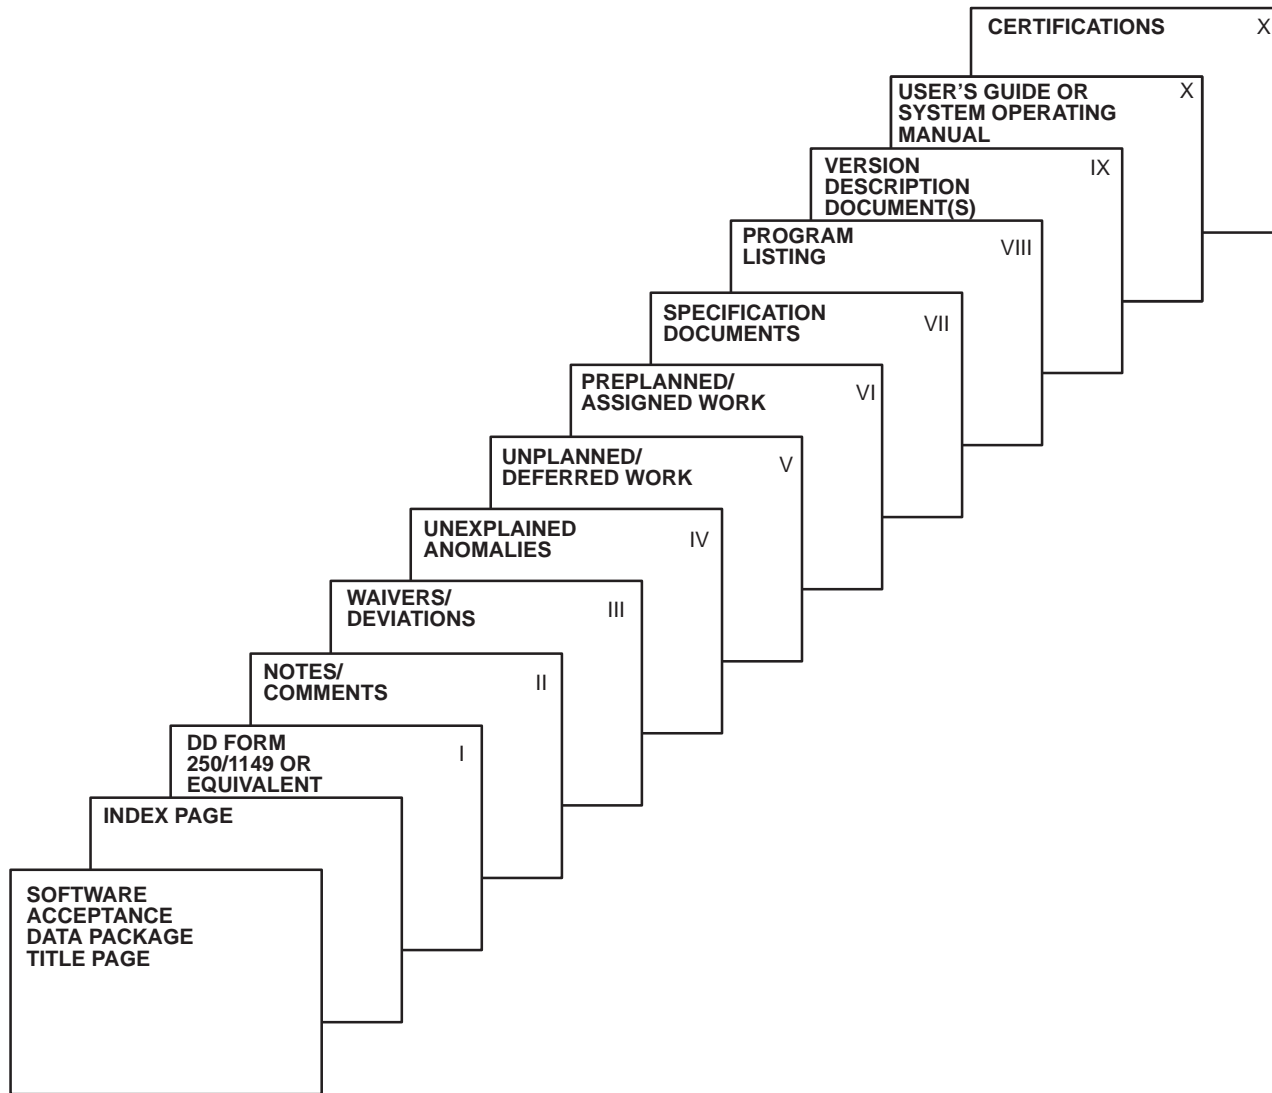 CERTIFICATIONS X
USER'S GUIDE OR X
SYSTEM OPERATING
MANUAL
VERSION IX
DESCRIPTION
DOCUMENT(S)
PROGRAM VIII
LISTING
SPECIFICATION VII
DOCUMENTS
PREPLANNED/ VI
ASSIGNED WORK
UNPLANNED/ V
DEFERRED WORK
UNEXPLAINED IV
ANOMALIES
WAIVERS/ III
DEVIATIONS
NOTES/ II
COMMENTS
DD FORM I
250/1149 OR
EQUIVALENT
INDEX PAGE
SOFTWARE
ACCEPTANCE
DATA PACKAGE
TITLE PAGE